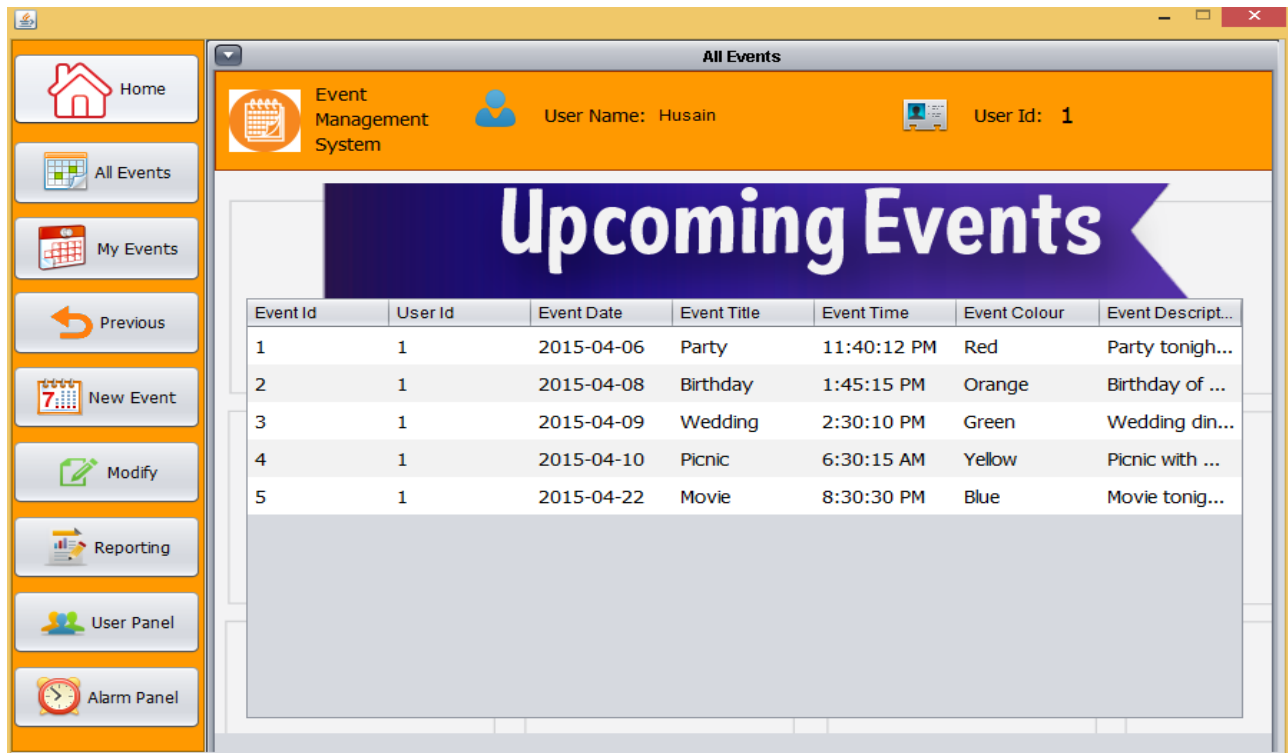 All Events
Home
All Events
My Events
Previous
7
New Event
Modify
Reporting
User Panel
Alarm Panel
Event
Management
System
User Name: Husain
User Id: 1
Upcoming Events
Event Id User Id Event Date Event Title Event Time Event Colour Event Descript...
1 1 2015-04-06 Party 11:40:12 PM Red Party tonigh...
2 1 2015-04-08 Birthday 1:45:15 PM Orange Birthday of ...
3 1 2015-04-09 Wedding 2:30:10 PM Green Wedding din...
4 1 2015-04-10 Picnic 6:30:15 AM Yellow Picnic with ...
5 1 2015-04-22 Movie 8:30:30 PM Blue Movie tonig...